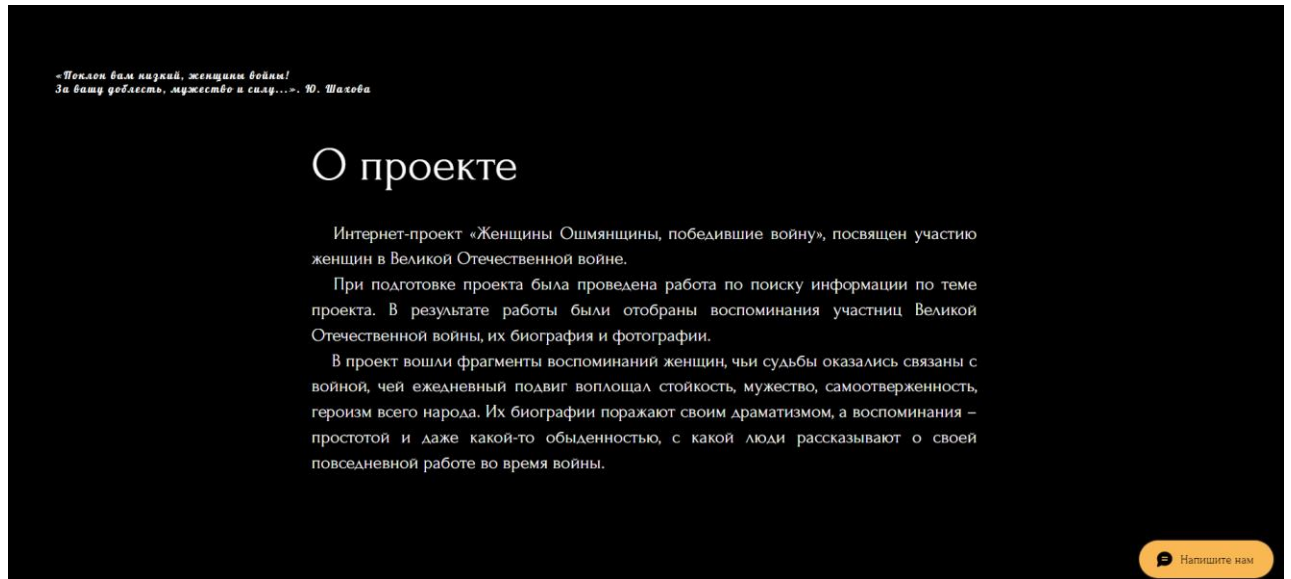 «Поклон вам низкий, женщины войны!
За вашу доблесть, мужество и силу...». Ю. Шахова
О проекте
Интернет-проект «Женщины Ошмянщины, победившие войну», посвящен участию
женщин в Великой Отечественной войне.
При подготовке проекта была проведена работа по поиску информации по теме
проекта. В результате работы были отобраны воспоминания участниц Великой
Отечественной войны, их биография и фотографии.
В проект вошли фрагменты воспоминаний женщин, чьи судьбы оказались связаны с
войной, чей ежедневный подвиг воплощал стойкость, мужество, самоотверженность,
героизм всего народа. Их биографии поражают своим драматизмом, а воспоминания –
простотой и даже какой-то обыденностью, с какой люди рассказывают о своей
повседневной работе во время войны.
Напишите нам